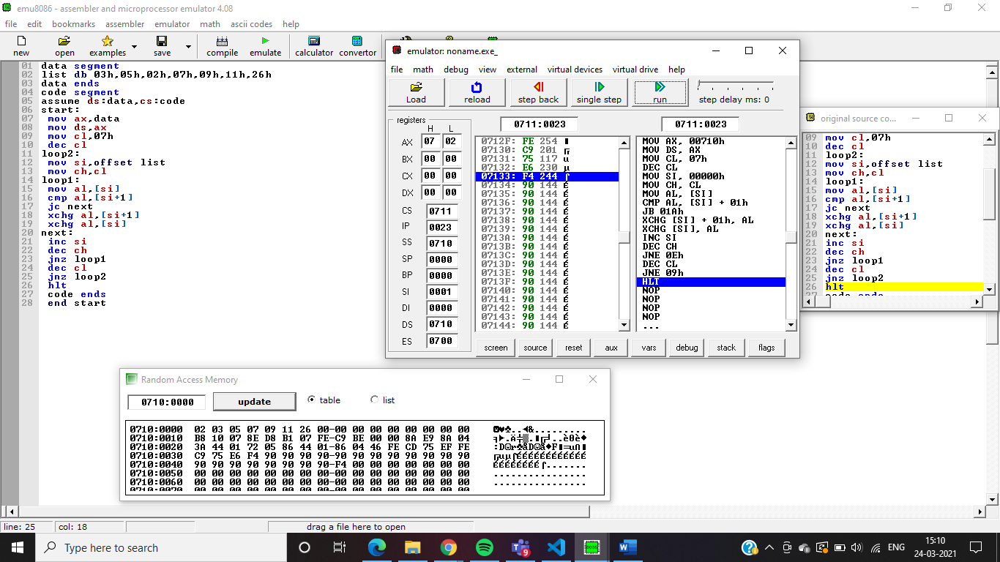 emu8086 - assembler and microprocessor emulator 4.08
file edit bookmarks assembler emulator math ascii codes help
new open examples save compile emulate calculator convertor
01 data segment
02 list db 03h,05h,02h,07h,09h,11h,26h
03 data ends
04 code segment
05 assume ds:data,cs:code
06 start:
07 mov ax,data
08 mov ds,ax
09 mov cl,07h
10 dec cl
11 loop2:
12 mov si,offset list
13 mov ch,cl
14 loop1:
15 mov al,[si]
16 cmp al,[si+1]
17 jc next
18 xchg al,[si+1]
19 xchg al,[si]
20 next:
21 inc si
22 dec ch
23 jnz loop1
24 dec cl
25 jnz loop2
26 hlt
27 code ends
28 end start
emulator: noname.exe_
file math debug view external virtual devices virtual drive help
Load reload step back single step run step delay ms: 0
registers
H L
AX 07 02
BX 00 00
CX 00 00
DX 00 00
CS 0711
IP 0023
SS 0710
SP 0000
BP 0000
SI 0001
DI 0000
DS 0710
ES 0700
0711:0023
0711:0023
0712F: FE 254
07130: C9 201 ╔
07131: 75 117 u
07132: E6 230 µ
07133: F4 244 ⌠
07134: 90 144 É
07135: 90 144 É
07136: 90 144 É
07137: 90 144 É
07138: 90 144 É
07139: 90 144 É
0713A: 90 144 É
0713B: 90 144 É
0713C: 90 144 É
0713D: 90 144 É
0713E: 90 144 É
0713F: 90 144 É
07140: 90 144 É
07141: 90 144 É
07142: 90 144 É
07143: 90 144 É
07144: 90 144 É
MOV AX, 00710h
MOV DS, AX
MOV CL, 07h
DEC CL
MOV SI, 00000h
MOV CH, CL
MOV AL, [SI]
CMP AL, [SI] + 01h
JB 01Ah
XCHG [SI] + 01h, AL
XCHG [SI], AL
INC SI
DEC CH
JNE 0Eh
DEC CL
JNE 09h
HLT
NOP
NOP
NOP
NOP
...
screen source reset aux vars debug stack flags
original source co...
09 mov cl,07h
10 dec cl
11 loop2:
12 mov si,offset list
13 mov ch,cl
14 loop1:
15 mov al,[si]
16 cmp al,[si+1]
17 jc next
18 xchg al,[si+1]
19 xchg al,[si]
20 next:
21 inc si
22 dec ch
23 jnz loop1
24 dec cl
25 jnz loop2
26 hlt
27 code ends
Random Access Memory
0710:0000 update table list
0710:0000 02 03 05 07 09 11 26 00-00 00 00 00 00 00 00 00
0710:0010 B8 10 07 8E D8 B1 07 FE-C9 BE 00 00 8A E9 8A 04
0710:0020 3A 44 01 72 05 86 44 01-86 04 46 FE CD 75 EF FE
0710:0030 C9 75 E6 F4 90 90 90 90-90 90 90 90 90 90 90 90
0710:0040 90 90 90 90 90 90 90 90-F4 00 00 00 00 00 00 00
0710:0050 00 00 00 00 00 00 00 00-00 00 00 00 00 00 00 00
0710:0060 00 00 00 00 00 00 00 00-00 00 00 00 00 00 00 00
0710:0070 00 00 00 00 00 00 00 00-00 00 00 00 00 00 00 00
line: 25 col: 18 drag a file here to open
Type here to search
9
8086
ENG
15:10
24-03-2021